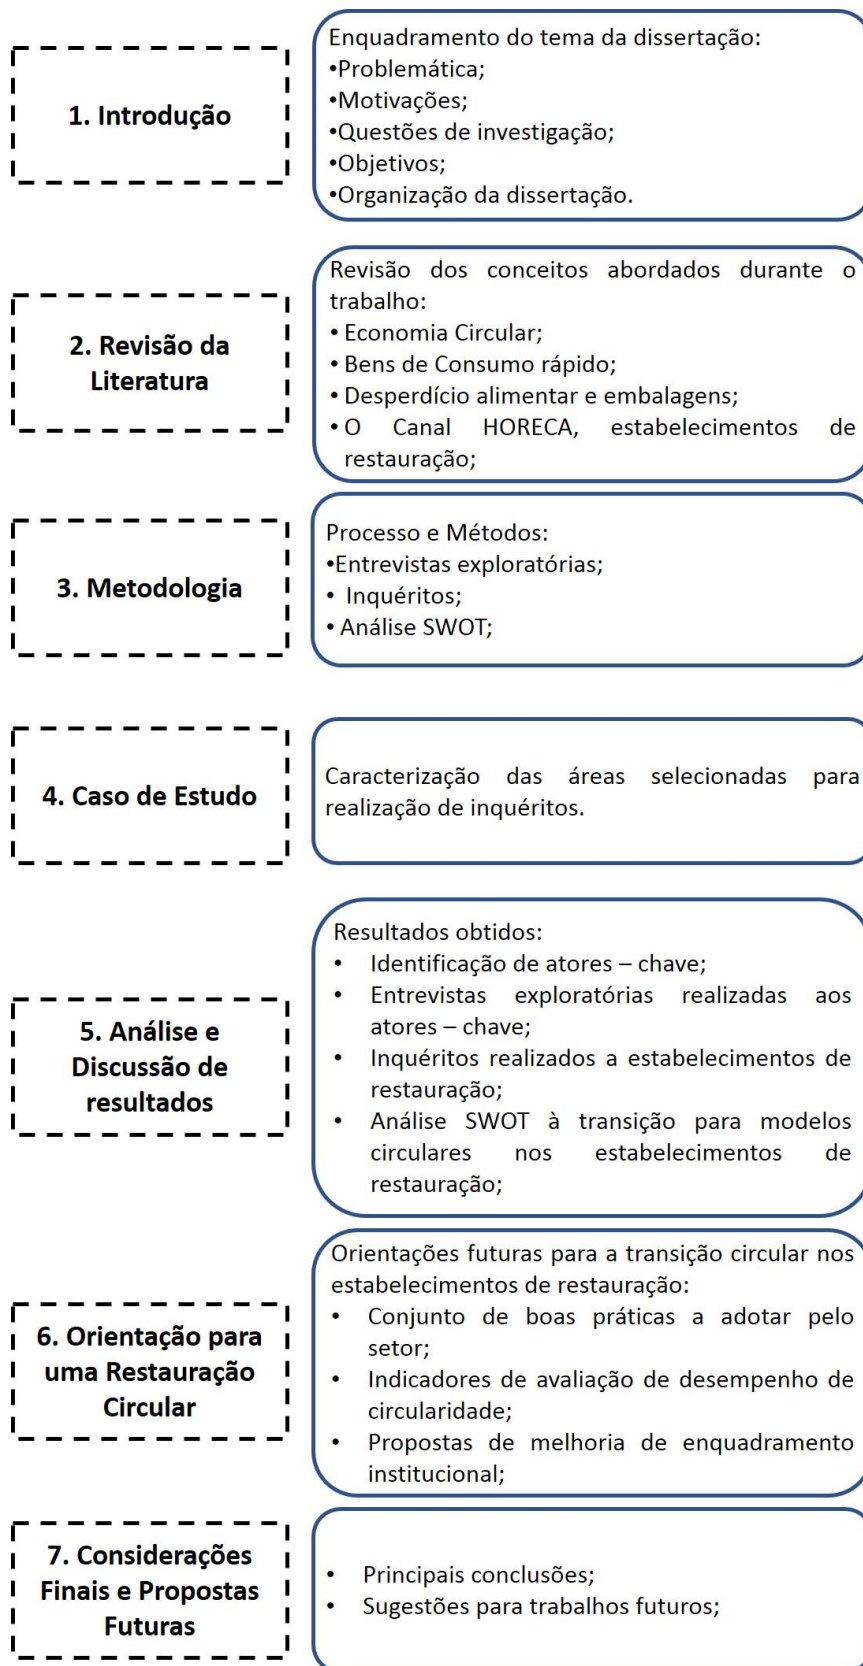 1. Introdução
Enquadramento do tema da dissertação:
•Problemática;
•Motivações;
•Questões de investigação;
•Objetivos;
•Organização da dissertação.
2. Revisão da
Literatura
Revisão dos conceitos abordados durante o
trabalho:
• Economia Circular;
• Bens de Consumo rápido;
• Desperdício alimentar e embalagens;
• O Canal HORECA, estabelecimentos de
restauração;
3. Metodologia
Processo e Métodos:
•Entrevistas exploratórias;
• Inquéritos;
• Análise SWOT;
4. Caso de Estudo
Caracterização das áreas selecionadas para
realização de inquéritos.
5. Análise e
Discussão de
resultados
Resultados obtidos:
• Identificação de atores – chave;
• Entrevistas exploratórias realizadas aos
atores – chave;
• Inquéritos realizados a estabelecimentos de
restauração;
• Análise SWOT à transição para modelos
circulares nos estabelecimentos de
restauração;
6. Orientação para
uma Restauração
Circular
Orientações futuras para a transição circular nos
estabelecimentos de restauração:
• Conjunto de boas práticas a adotar pelo
setor;
• Indicadores de avaliação de desempenho de
circularidade;
• Propostas de melhoria de enquadramento
institucional;
7. Considerações
Finais e Propostas
Futuras
• Principais conclusões;
• Sugestões para trabalhos futuros;